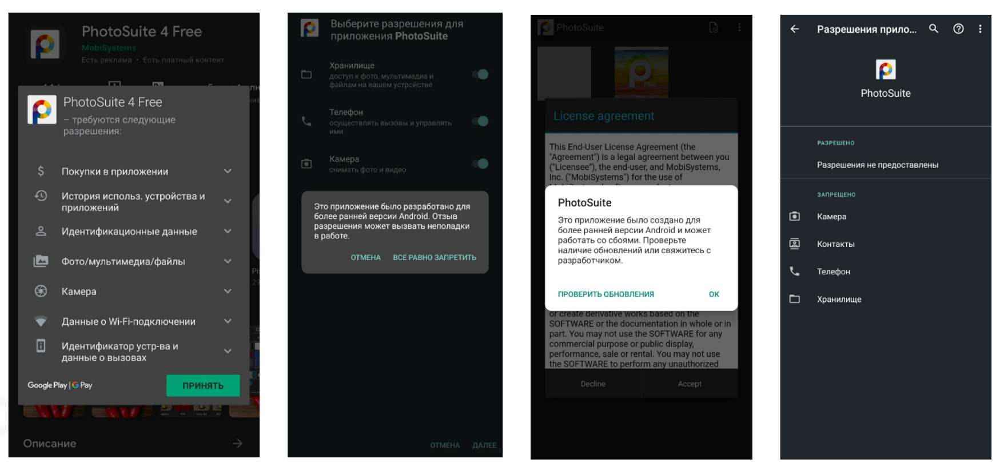 PhotoSuite 4 Free
MobiSystems
Есть реклама • Есть платный контент
PhotoSuite 4 Free
– требуются следующие
разрешения:
Покупки в приложении
История использ. устройства и
приложений
Идентификационные данные
Фото/мультимедиа/файлы
Камера
Данные о Wi-Fi-подключении
Идентификатор устр-ва и
данные о вызовах
Google Play | G Pay
ПРИНЯТЬ
Описание
Выберите разрешения для
приложения PhotoSuite
Хранилище
доступ к фото, мультимедиа и
файлам на вашем устройстве
Телефон
осуществлять вызовы и управлять
ими
Камера
снимать фото и видео
Это приложение было разработано для
более ранней версии Android. Отзыв
разрешения может вызвать неполадки
в работе.
ОТМЕНА ВСЕ РАВНО ЗАПРЕТИТЬ
ОТМЕНА ДАЛЕЕ
PhotoSuite
PRO
License agreement
This End-User License Agreement (the
"Agreement") is a legal agreement between you
("Licensee"), the end-user, and MobiSystems,
Inc. ("MobiSystems") for the use of
PhotoSuite
Это приложение было создано для
более ранней версии Android и может
работать со сбоями. Проверьте
наличие обновлений или свяжитесь с
разработчиком.
ПРОВЕРИТЬ ОБНОВЛЕНИЯ ОК
or create derivative works based on the
SOFTWARE or the documentation in whole or in
part. You may not use the SOFTWARE for any
commercial purpose or public display,
performance, sale or rental. You may not use
the SOFTWARE to perform any unauthorized
Decline Accept
Разрешения прило...
PhotoSuite
РАЗРЕШЕНО
Разрешения не предоставлены
ЗАПРЕЩЕНО
Камера
Контакты
Телефон
Хранилище